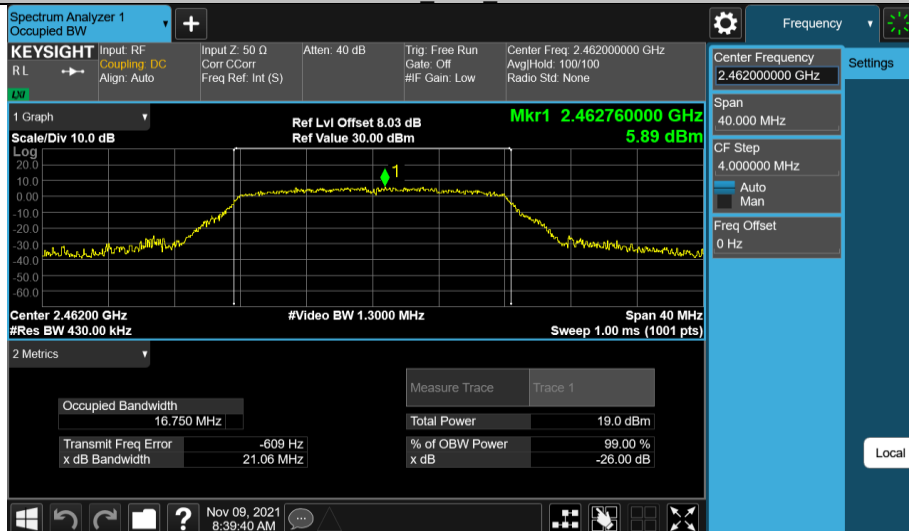 Spectrum Analyzer 1
Occupied BW
+
Frequency
KEYSIGHT
R L
LXI
Input: RF
Coupling: DC
Align: Auto
Input Z: 50 Ω
Corr CCorr
Freq Ref: Int (S)
Atten: 40 dB
Trig: Free Run
Gate: Off
#IF Gain: Low
Center Freq: 2.462000000 GHz
Avg|Hold: 100/100
Radio Std: None
Center Frequency
2.462000000 GHz
Settings
Span
40.000 MHz
CF Step
4.000000 MHz
Auto
Man
Freq Offset
0 Hz
Local
1 Graph
Scale/Div 10.0 dB
Ref Lvl Offset 8.03 dB
Ref Value 30.00 dBm
Mkr1 2.462760000 GHz
5.89 dBm
Log
20.0
10.0
0.00
-10.0
-20.0
-30.0
-40.0
-50.0
-60.0
1
Center 2.46200 GHz
#Res BW 430.00 kHz
#Video BW 1.3000 MHz
Span 40 MHz
Sweep 1.00 ms (1001 pts)
2 Metrics
Measure Trace Trace 1
Occupied Bandwidth
16.750 MHz
Total Power 19.0 dBm
Transmit Freq Error -609 Hz
% of OBW Power 99.00 %
x dB Bandwidth 21.06 MHz
x dB -26.00 dB
?
Nov 09, 2021
8:39:40 AM